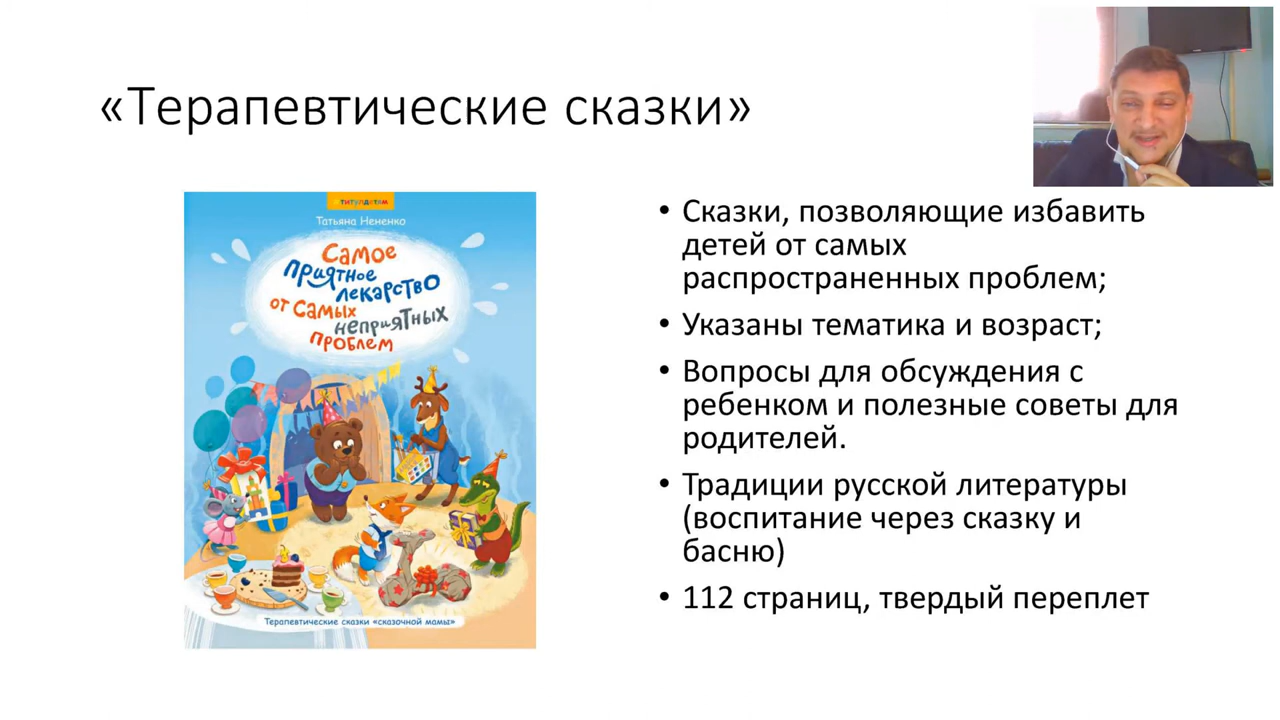 «Терапевтические сказки»
титулдетям
Татьяна Нененко
Самое
приятное
лекарство
от самых
неприятных
проблем
Терапевтические сказки «сказочной мамы»
• Сказки, позволяющие избавить
детей от самых
распространенных проблем;
• Указаны тематика и возраст;
• Вопросы для обсуждения с
ребенком и полезные советы для
родителей.
• Традиции русской литературы
(воспитание через сказку и
басню)
• 112 страниц, твердый переплет